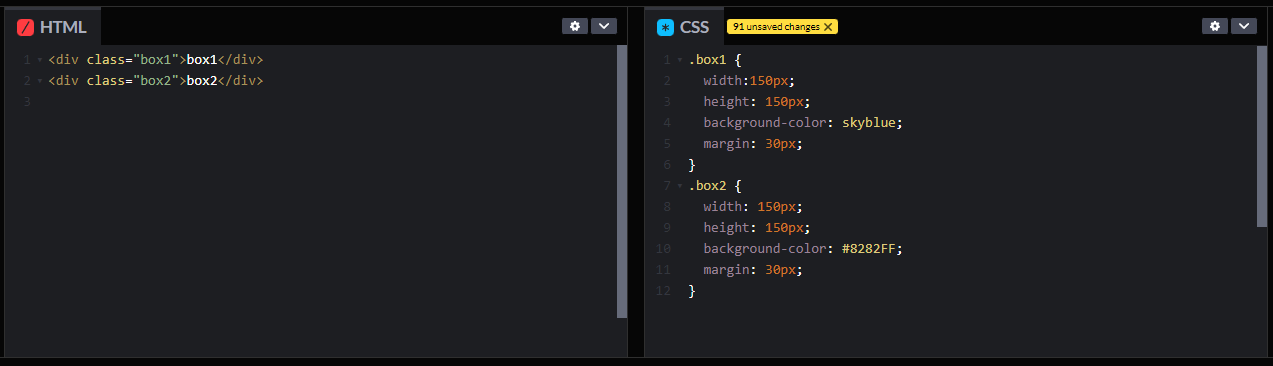 HTML
1 <div class="box1">box1</div>
2 <div class="box2">box2</div>
3
CSS
91 unsaved changes X
1 .box1 {
2 width:150px;
3 height: 150px;
4 background-color: skyblue;
5 margin: 30px;
6 }
7 .box2 {
8 width: 150px;
9 height: 150px;
10 background-color: #8282FF;
11 margin: 30px;
12 }